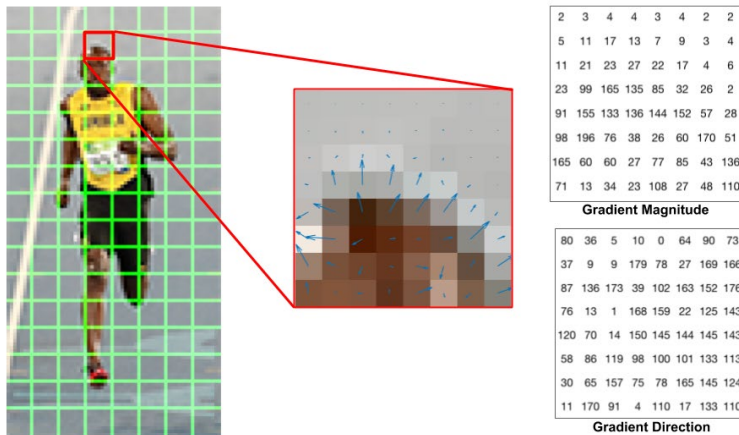 2 3 4 4 3 4 2 2
5 11 17 13 7 9 3 4
11 21 23 27 22 17 4 6
23 99 165 135 85 32 26 2
91 155 133 136 144 152 57 28
98 196 76 38 26 60 170 51
165 60 60 27 77 85 43 136
71 13 34 23 108 27 48 110
Gradient Magnitude
80 36 5 10 0 64 90 73
37 9 9 179 78 27 169 166
87 136 173 39 102 163 152 176
76 13 1 168 159 22 125 143
120 70 14 150 145 144 145 143
58 86 119 98 100 101 133 113
30 65 157 75 78 165 145 124
11 170 91 4 110 17 133 110
Gradient Direction